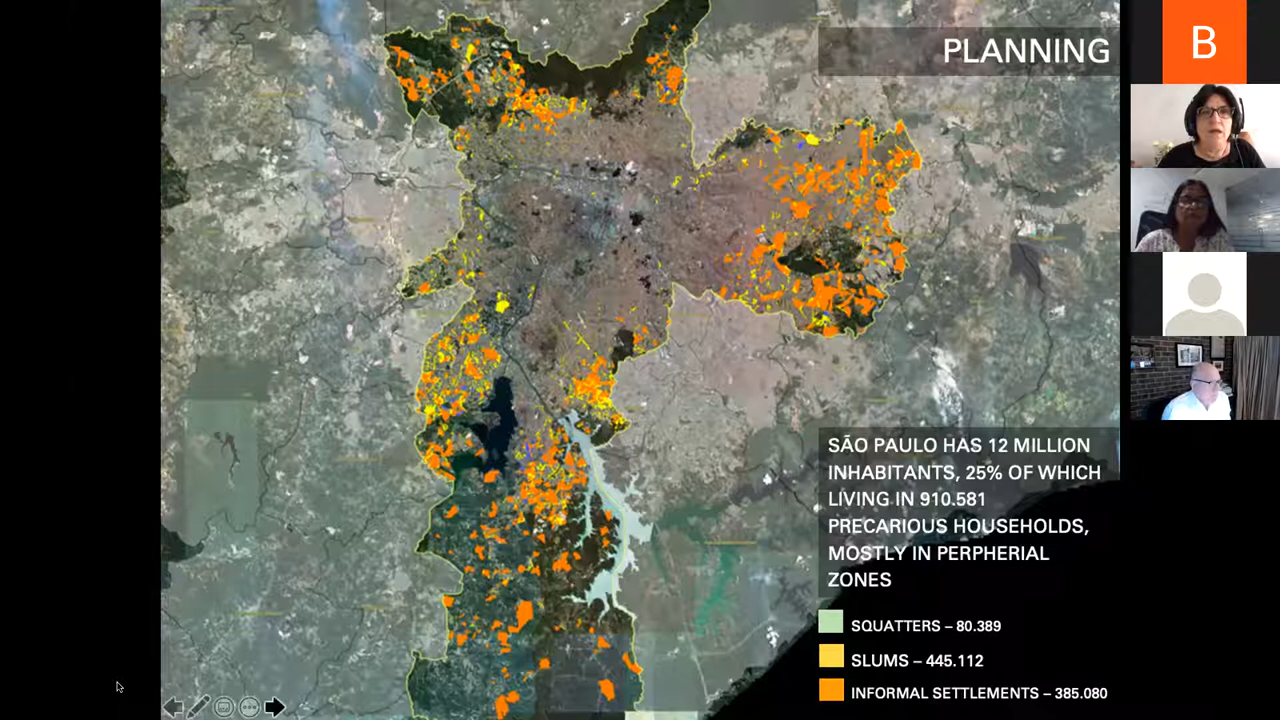 PLANNING
B
SÃO PAULO HAS 12 MILLION
INHABITANTS, 25% OF WHICH
LIVING IN 910.581
PRECARIOUS HOUSEHOLDS,
MOSTLY IN PERPHERIAL
ZONES
SQUATTERS – 80.389
SLUMS – 445.112
INFORMAL SETTLEMENTS – 385.080